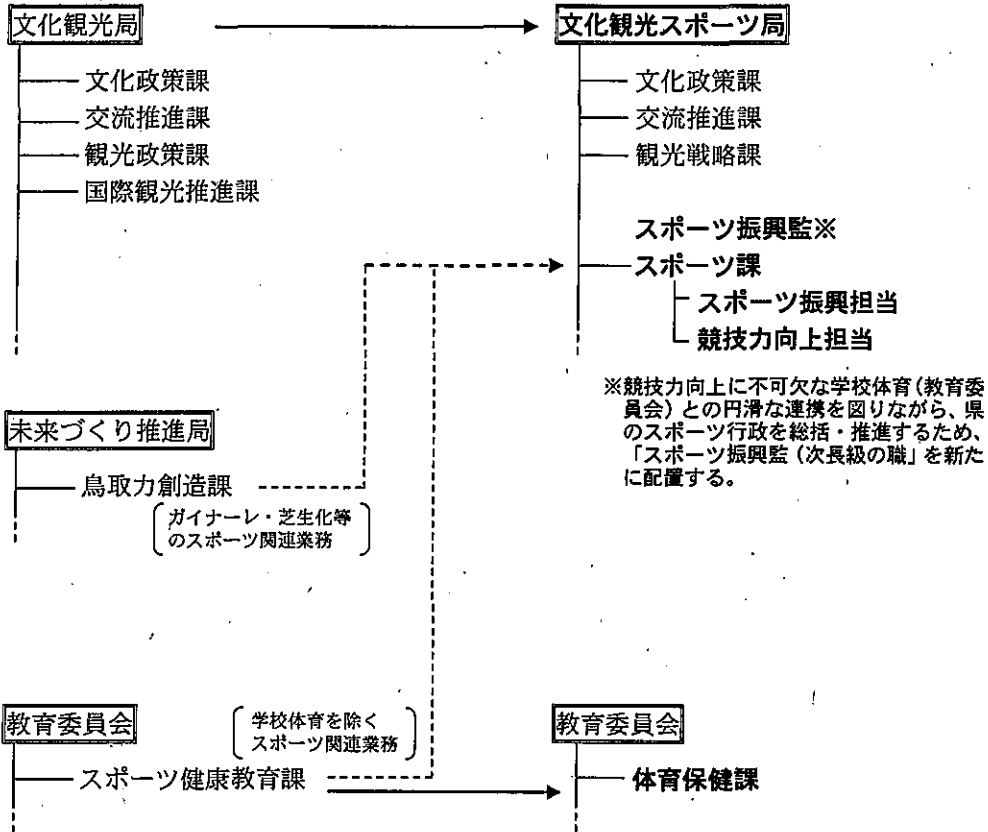 文化観光局
文化政策課
交流推進課
観光政策課
国際観光推進課
文化観光スポーツ局
文化政策課
交流推進課
観光戦略課
スポーツ振興監※
スポーツ課
スポーツ振興担当
競技力向上担当
※競技力向上に不可欠な学校体育(教育委
員会)との円滑な連携を図りながら、県
のスポーツ行政を総括・推進するため、
「スポーツ振興監(次長級の職」を新た
に配置する。
未来づくり推進局
鳥取力創造課
ガイナーレ・芝生化等
のスポーツ関連業務
教育委員会
学校体育を除く
スポーツ関連業務
スポーツ健康教育課
教育委員会
体育保健課